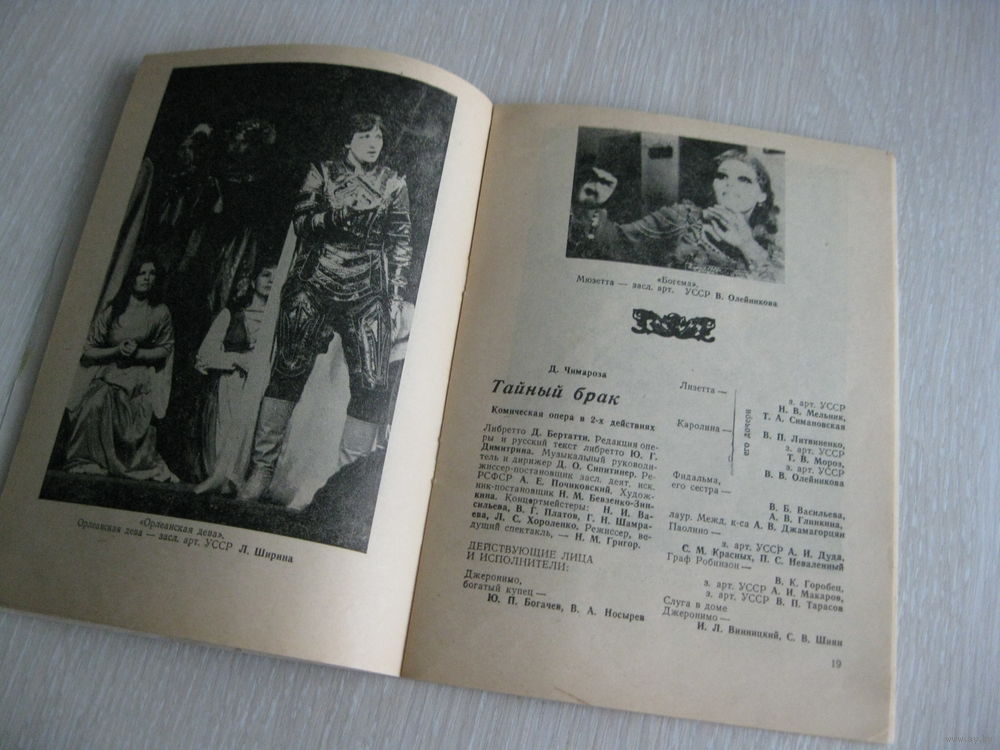 «Орлеанская дева».
Орлеанская дева — засл. арт. УССР Л. Ширина
«Богема».
Мюзетта — засл. арт. УССР В. Олейникова
Д. Чимароза
Тайный брак
Комическая опера в 2-х действиях
Либретто Д. Бертатти. Редакция опе-
ры и русский текст либретто Ю. Г.
Димитрина. Музыкальный руководи-
тель и дирижер Д. О. Сипитинер. Ре-
жиссер-постановщик засл. деят. иск.
РСФСР А. Е. Почиковский. Худож-
ник-постановщик Н. М. Бевзенко-Зин-
кина. Концертмейстеры: Н. И. Ва-
сильева, В. Г. Платов, Г. Н. Шамра-
ева, Л. С. Хороленко. Режиссер, ве-
дущий спектакль, — Н. М. Григор.
ДЕЙСТВУЮЩИЕ ЛИЦА
И ИСПОЛНИТЕЛИ:
Джеронимо,
богатый купец —
Ю. П. Богачев, В. А. Носырев
Лизетта —
з. арт. УССР
Н. В. Мельник,
Т. А. Симановская
Каролина —
его дочери
В. П. Литвиненко,
з. арт. УССР
Т. В. Мороз,
з. арт. УССР
В. В. Олейникова
Фидальма,
его сестра —
В. Б. Васильева,
А. В. Глинкина,
лаур. Межд. к-са А. В. Джамагорцян
Паолино —
з. арт. УССР А. И. Дуда,
С. М. Красных, П. С. Неваленный
Граф Робинзон —
В. К. Горобец,
з. арт. УССР А. И. Макаров,
з. арт. УССР В. П. Тарасов
Слуга в доме
Джеронимо —
И. Л. Винницкий, С. В. Шиян
19